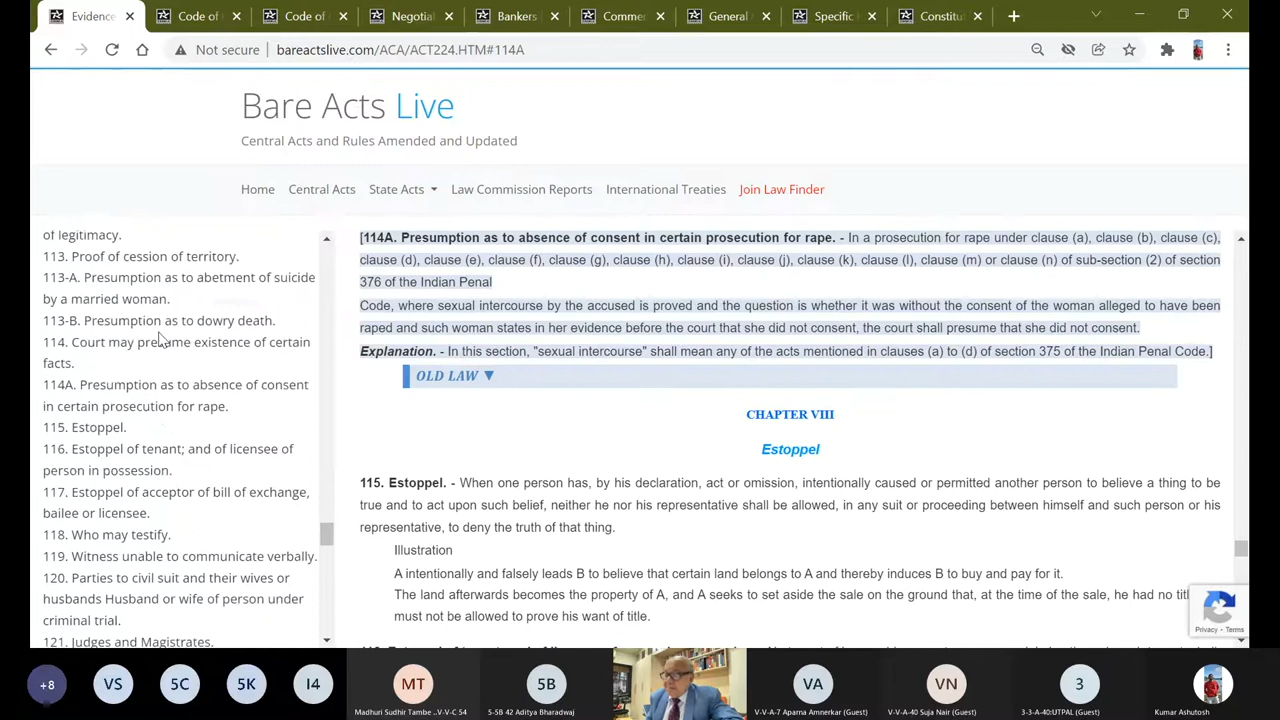 Evidence
Code of
Code of
Negotial
Bankers
Commer
General
Specific
Constitut
Not secure
bareactslive.com/ACA/ACT224.HTM#114A
Bare Acts Live
Central Acts and Rules Amended and Updated
Home
Central Acts
State Acts
Law Commission Reports
International Treaties
Join Law Finder
of legitimacy.
113. Proof of cession of territory.
113-A. Presumption as to abetment of suicide
by a married woman.
113-B. Presumption as to dowry death.
114. Court may presume existence of certain
facts.
114A. Presumption as to absence of consent
in certain prosecution for rape.
115. Estoppel.
116. Estoppel of tenant; and of licensee of
person in possession.
117. Estoppel of acceptor of bill of exchange,
bailee or licensee.
118. Who may testify.
119. Witness unable to communicate verbally.
120. Parties to civil suit and their wives or
husbands Husband or wife of person under
criminal trial.
121. Judges and Magistrates.
[114A. Presumption as to absence of consent in certain prosecution for rape. - In a prosecution for rape under clause (a), clause (b), clause (c),
clause (d), clause (e), clause (f), clause (g), clause (h), clause (i), clause (j), clause (k), clause (l), clause (m) or clause (n) of sub-section (2) of section
376 of the Indian Penal
Code, where sexual intercourse by the accused is proved and the question is whether it was without the consent of the woman alleged to have been
raped and such woman states in her evidence before the court that she did not consent, the court shall presume that she did not consent.
Explanation. - In this section, "sexual intercourse" shall mean any of the acts mentioned in clauses (a) to (d) of section 375 of the Indian Penal Code.]
OLD LAW ▼
CHAPTER VIII
Estoppel
115. Estoppel. - When one person has, by his declaration, act or omission, intentionally caused or permitted another person to believe a thing to be
true and to act upon such belief, neither he nor his representative shall be allowed, in any suit or proceeding between himself and such person or his
representative, to deny the truth of that thing.
Illustration
A intentionally and falsely leads B to believe that certain land belongs to A and thereby induces B to buy and pay for it.
The land afterwards becomes the property of A, and A seeks to set aside the sale on the ground that, at the time of the sale, he had no
must not be allowed to prove his want of title.
Privacy - Terms
+8
VS
5C
5K
I4
MT
5B
VA
VN
3
Madhuri Sudhir Tambe ..V-V-C 54
5-5B 42 Aditya Bharadwaj
V-V-A-7 Aparna Amnerkar (Guest)
V-V-A-40 Suja Nair (Guest)
3-3-A-40:UTPAL (Guest)
Kumar Ashutosh